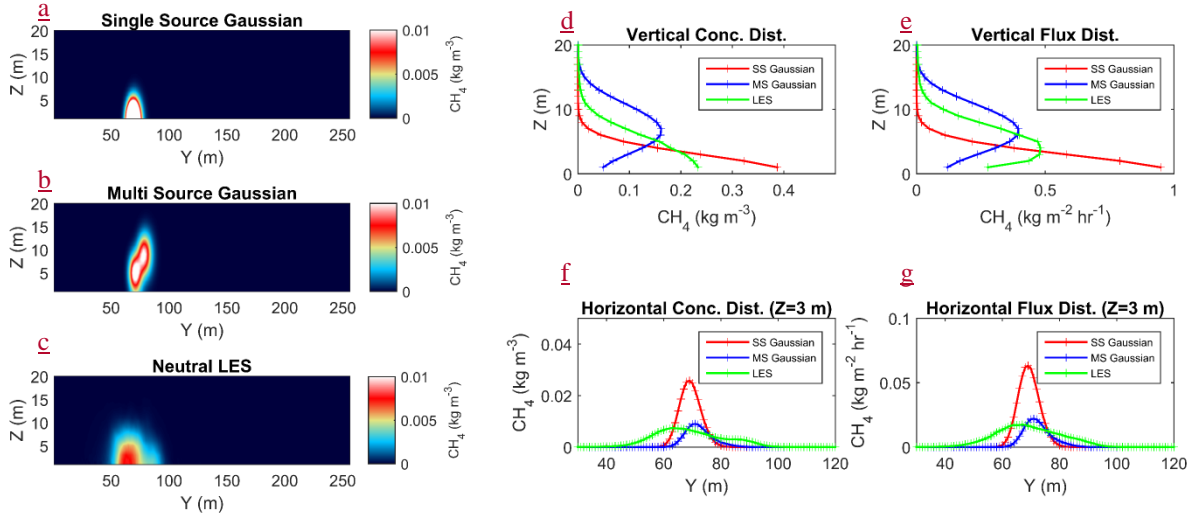 a
Single Source Gaussian
20
15
10
5
Z (m)
50 100 150 200 250
Y (m)
0.01
0.005
0
CH4 (kg m-3)
b
Multi Source Gaussian
20
15
10
5
Z (m)
50 100 150 200 250
Y (m)
0.01
0.005
0
CH4 (kg m-3)
c
Neutral LES
20
15
10
5
Z (m)
50 100 150 200 250
Y (m)
0.01
0.005
0
CH4 (kg m-3)
d
Vertical Conc. Dist.
20
10
0
Z (m)
SS Gaussian
MS Gaussian
LES
0 0.1 0.2 0.3 0.4
CH4 (kg m-3)
e
Vertical Flux Dist.
20
10
0
Z (m)
SS Gaussian
MS Gaussian
LES
0 0.5 1
CH4 (kg m-2 hr-1)
f
Horizontal Conc. Dist. (Z=3 m)
0.04
0.02
0
CH4 (kg m-3)
SS Gaussian
MS Gaussian
LES
40 60 80 100 120
Y (m)
g
Horizontal Flux Dist. (Z=3 m)
0.1
0.05
0
CH4 (kg m-2 hr-1)
SS Gaussian
MS Gaussian
LES
40 60 80 100 120
Y (m)